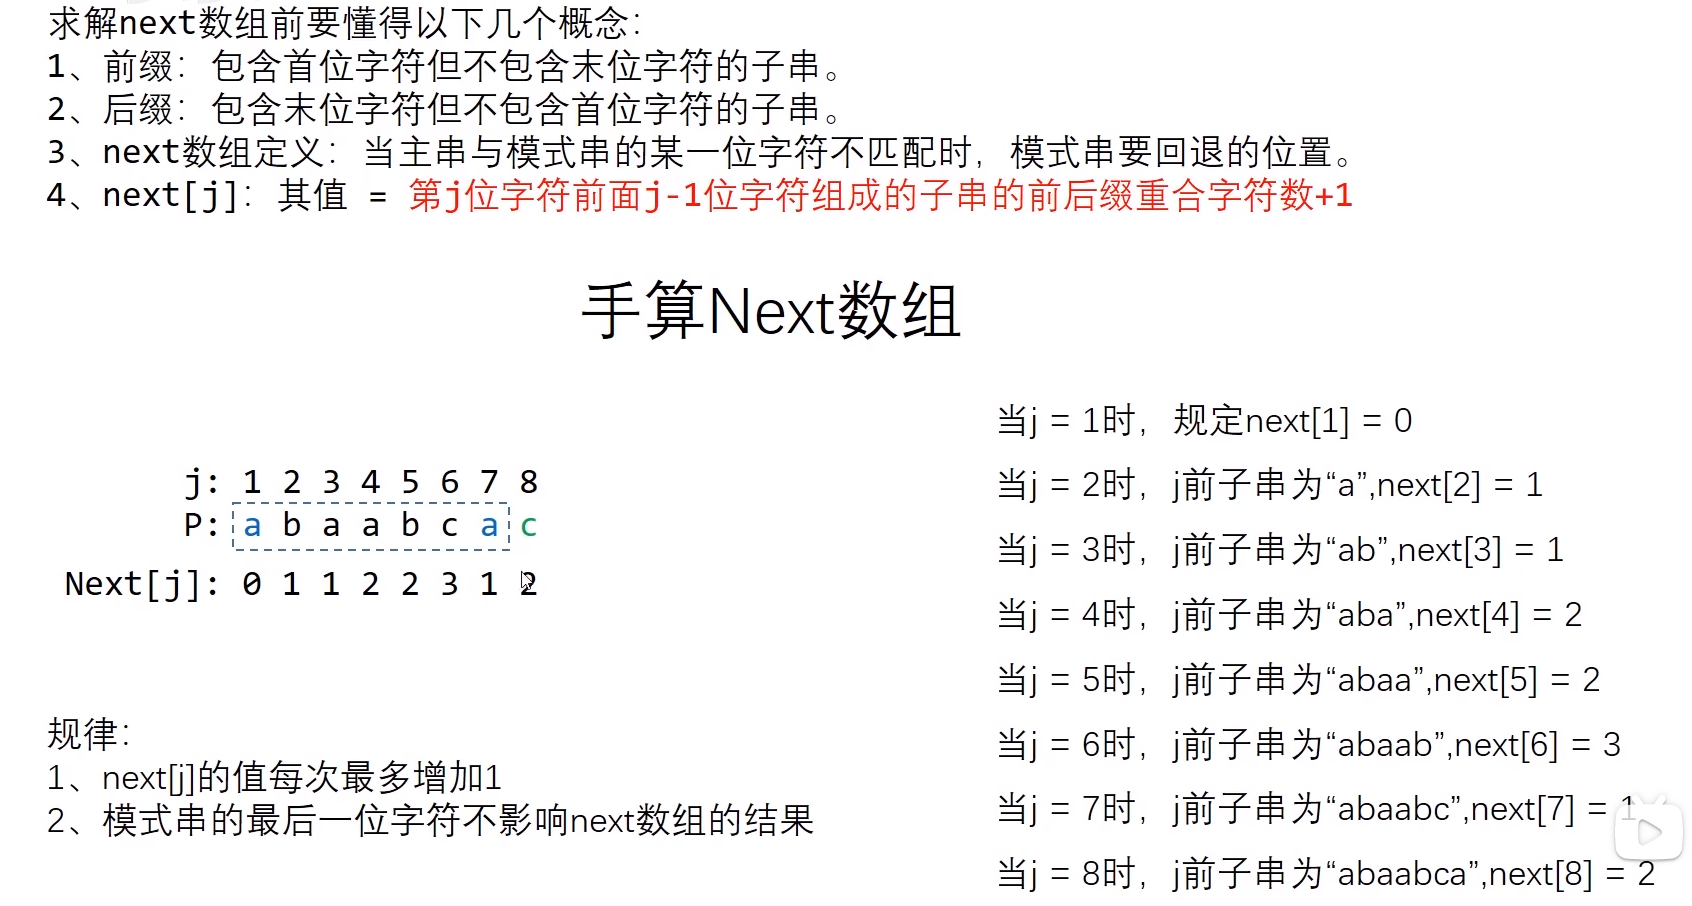 求解next数组前要懂得以下几个概念：
1、前缀：包含首位字符但不包含末位字符的子串。
2、后缀：包含末位字符但不包含首位字符的子串。
3、next数组定义：当主串与模式串的某一位字符不匹配时，模式串要回退的位置。
4、next[j]：其值 = 第j位字符前面j-1位字符组成的子串的前后缀重合字符数+1
手算Next数组
j: 1 2 3 4 5 6 7 8
P: a b a a b c a c
Next[j]: 0 1 1 2 2 3 1 2
规律：
1、next[j]的值每次最多增加1
2、模式串的最后一位字符不影响next数组的结果
当j = 1时，规定next[1] = 0
当j = 2时，j前子串为“a”,next[2] = 1
当j = 3时，j前子串为“ab”,next[3] = 1
当j = 4时，j前子串为“aba”,next[4] = 2
当j = 5时，j前子串为“abaa”,next[5] = 2
当j = 6时，j前子串为“abaab”,next[6] = 3
当j = 7时，j前子串为“abaabc”,next[7] = 1
当j = 8时，j前子串为“abaabca”,next[8] = 2